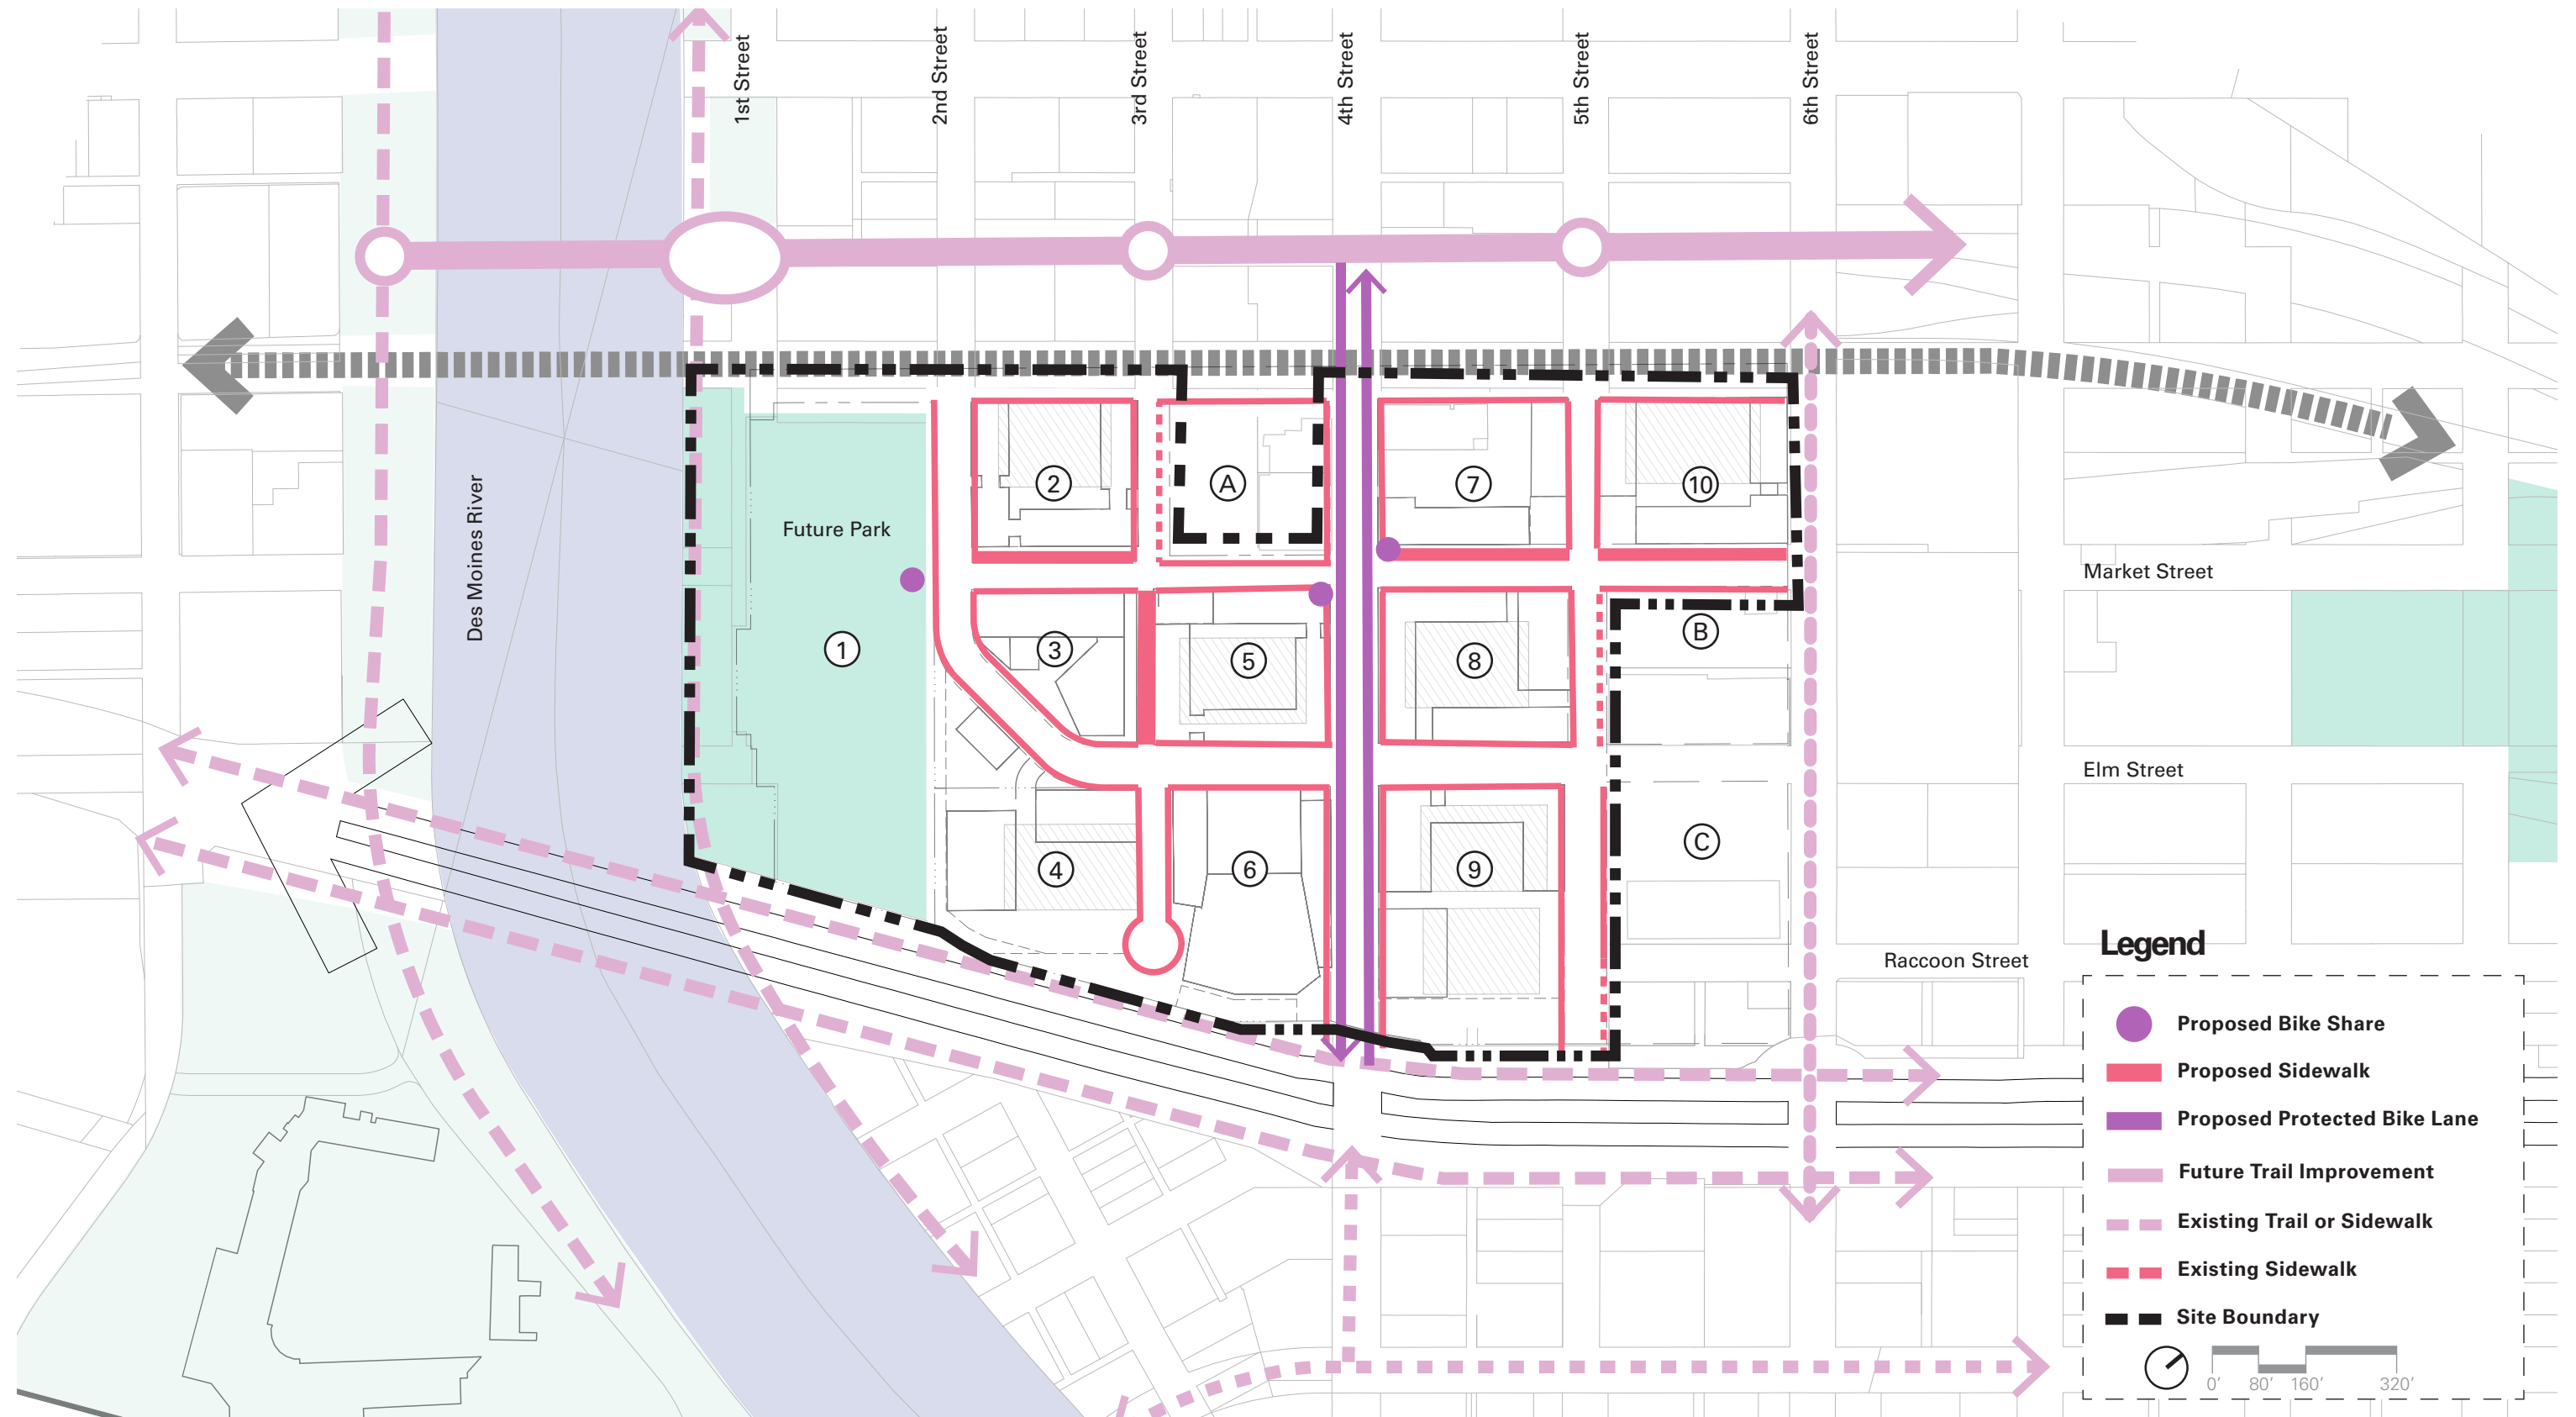 1st Street
2nd Street
3rd Street
4th Street
5th Street
6th Street
Des Moines River
Future Park
1
2
A
7
10
3
5
8
B
4
6
9
C
Market Street
Elm Street
Raccoon Street
Legend
Proposed Bike Share
Proposed Sidewalk
Proposed Protected Bike Lane
Future Trail Improvement
Existing Trail or Sidewalk
Existing Sidewalk
Site Boundary
0' 80' 160' 320'